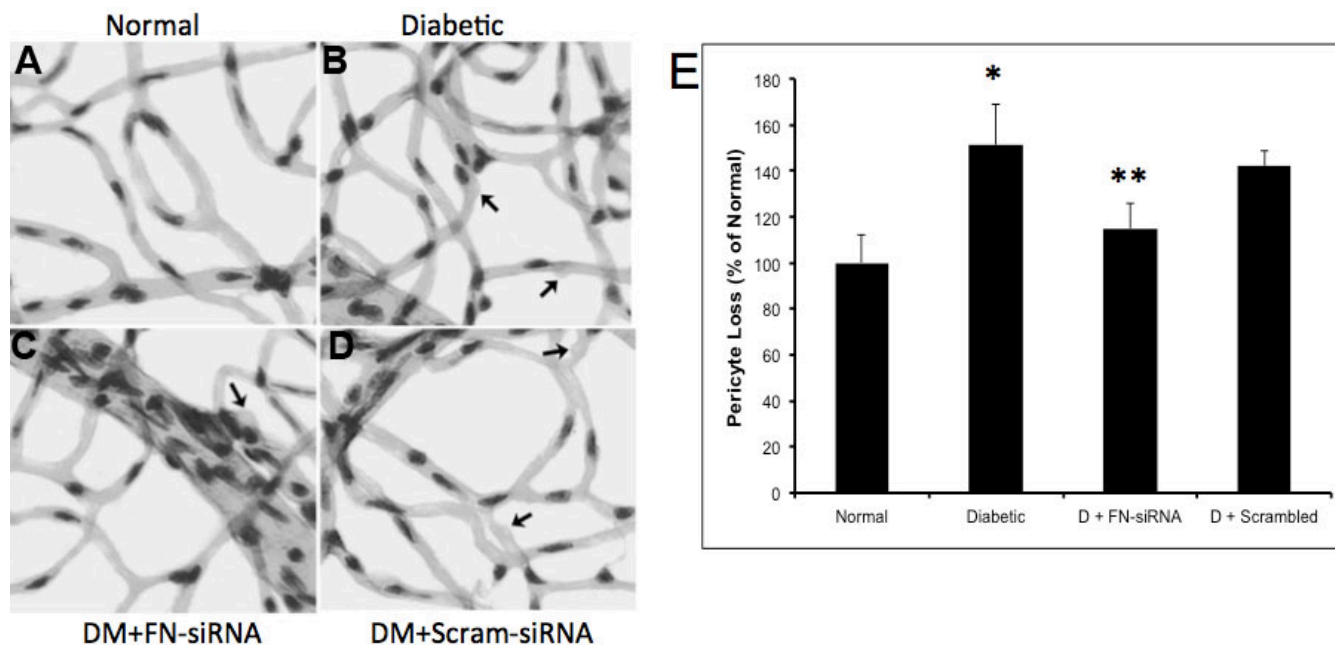 Normal
Diabetic
A
B
C
D
DM+FN-siRNA
DM+Scram-siRNA
E
Pericyte Loss (% of Normal)
180
160
140
120
100
80
60
40
20
0
*
**
Normal
Diabetic
D + FN-siRNA
D + Scrambled